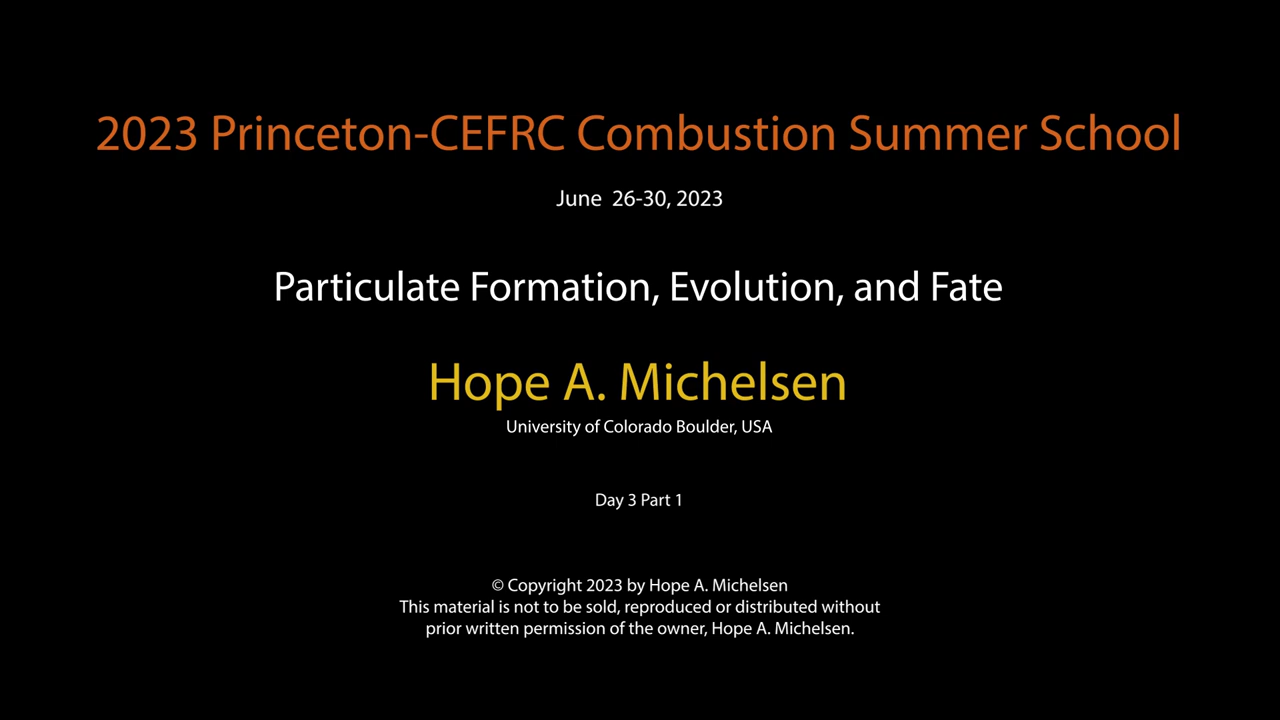 2023 Princeton-CEFRC Combustion Summer School
June 26-30, 2023
Particulate Formation, Evolution, and Fate
Hope A. Michelsen
University of Colorado Boulder, USA
Day 3 Part 1
© Copyright 2023 by Hope A. Michelsen
This material is not to be sold, reproduced or distributed without
prior written permission of the owner, Hope A. Michelsen.